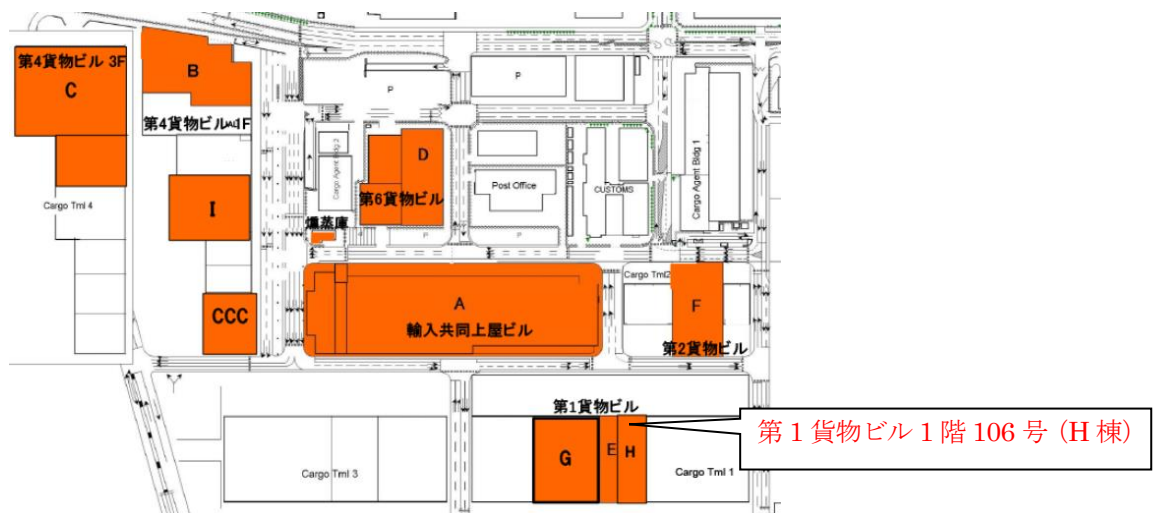 第4貨物ビル 3F
C
B
第4貨物ビル 1F
P
P
Cargo Agent Bldg 2
D
第6貨物ビル
Post Office
CUSTOMS
Cargo Agent Bldg 1
Cargo Tml 4
I
燻蒸庫
P
P
P
CCC
A
輸入共同上屋ビル
Cargo Tml2
F
第2貨物ビル
第1貨物ビル
Cargo Tml 3
G
E
H
Cargo Tml 1
第1貨物ビル1階106号(H棟)